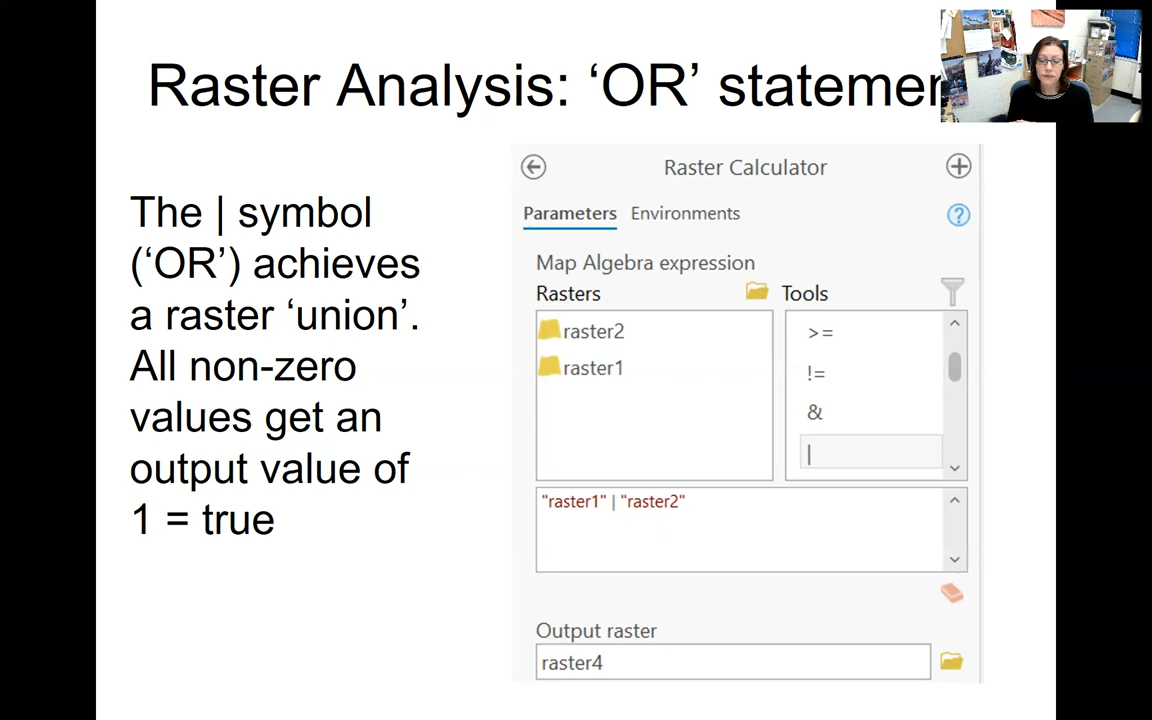 Raster Analysis: ‘OR’ statemen
The | symbol
(‘OR’) achieves
a raster ‘union’.
All non-zero
values get an
output value of
1 = true
Raster Calculator
Parameters Environments
Map Algebra expression
Rasters
Tools
raster2
raster1
>=
!=
&
|
"raster1" | "raster2"
Output raster
raster4